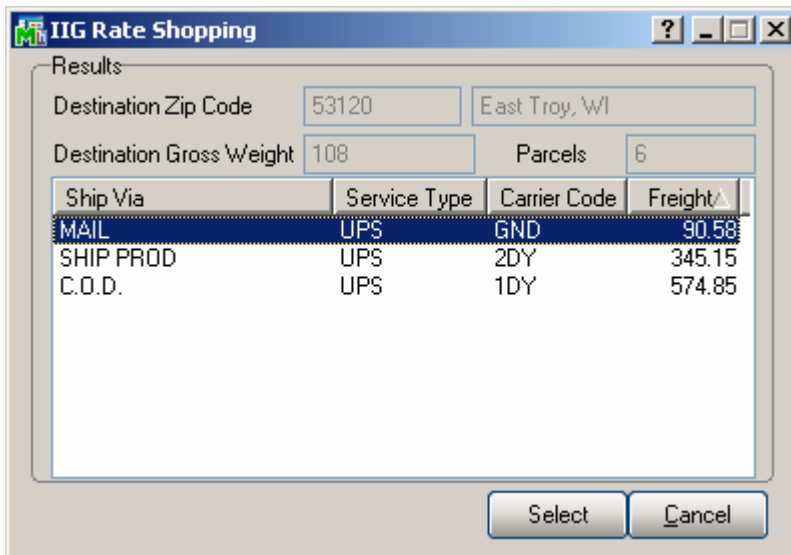 IIG Rate Shopping
Results
Destination Zip Code 53120 East Troy, WI
Destination Gross Weight 108 Parcels 6
Ship Via Service Type Carrier Code Freight
MAIL UPS GND 90.58
SHIP PROD UPS 2DY 345.15
C.O.D. UPS 1DY 574.85
Select Cancel